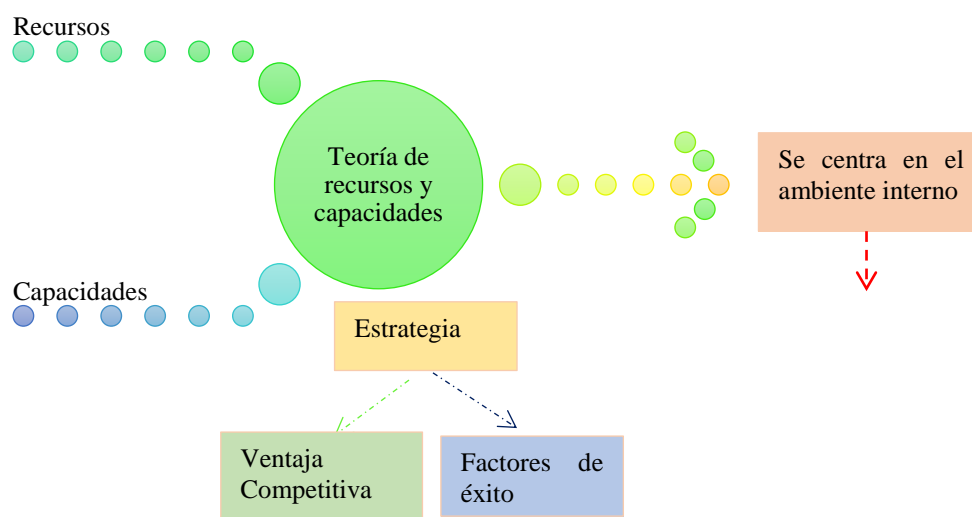 Recursos
Teoría de
recursos y
capacidades
Se centra en el
ambiente interno
Capacidades
Estrategia
Ventaja
Competitiva
Factores de
éxito